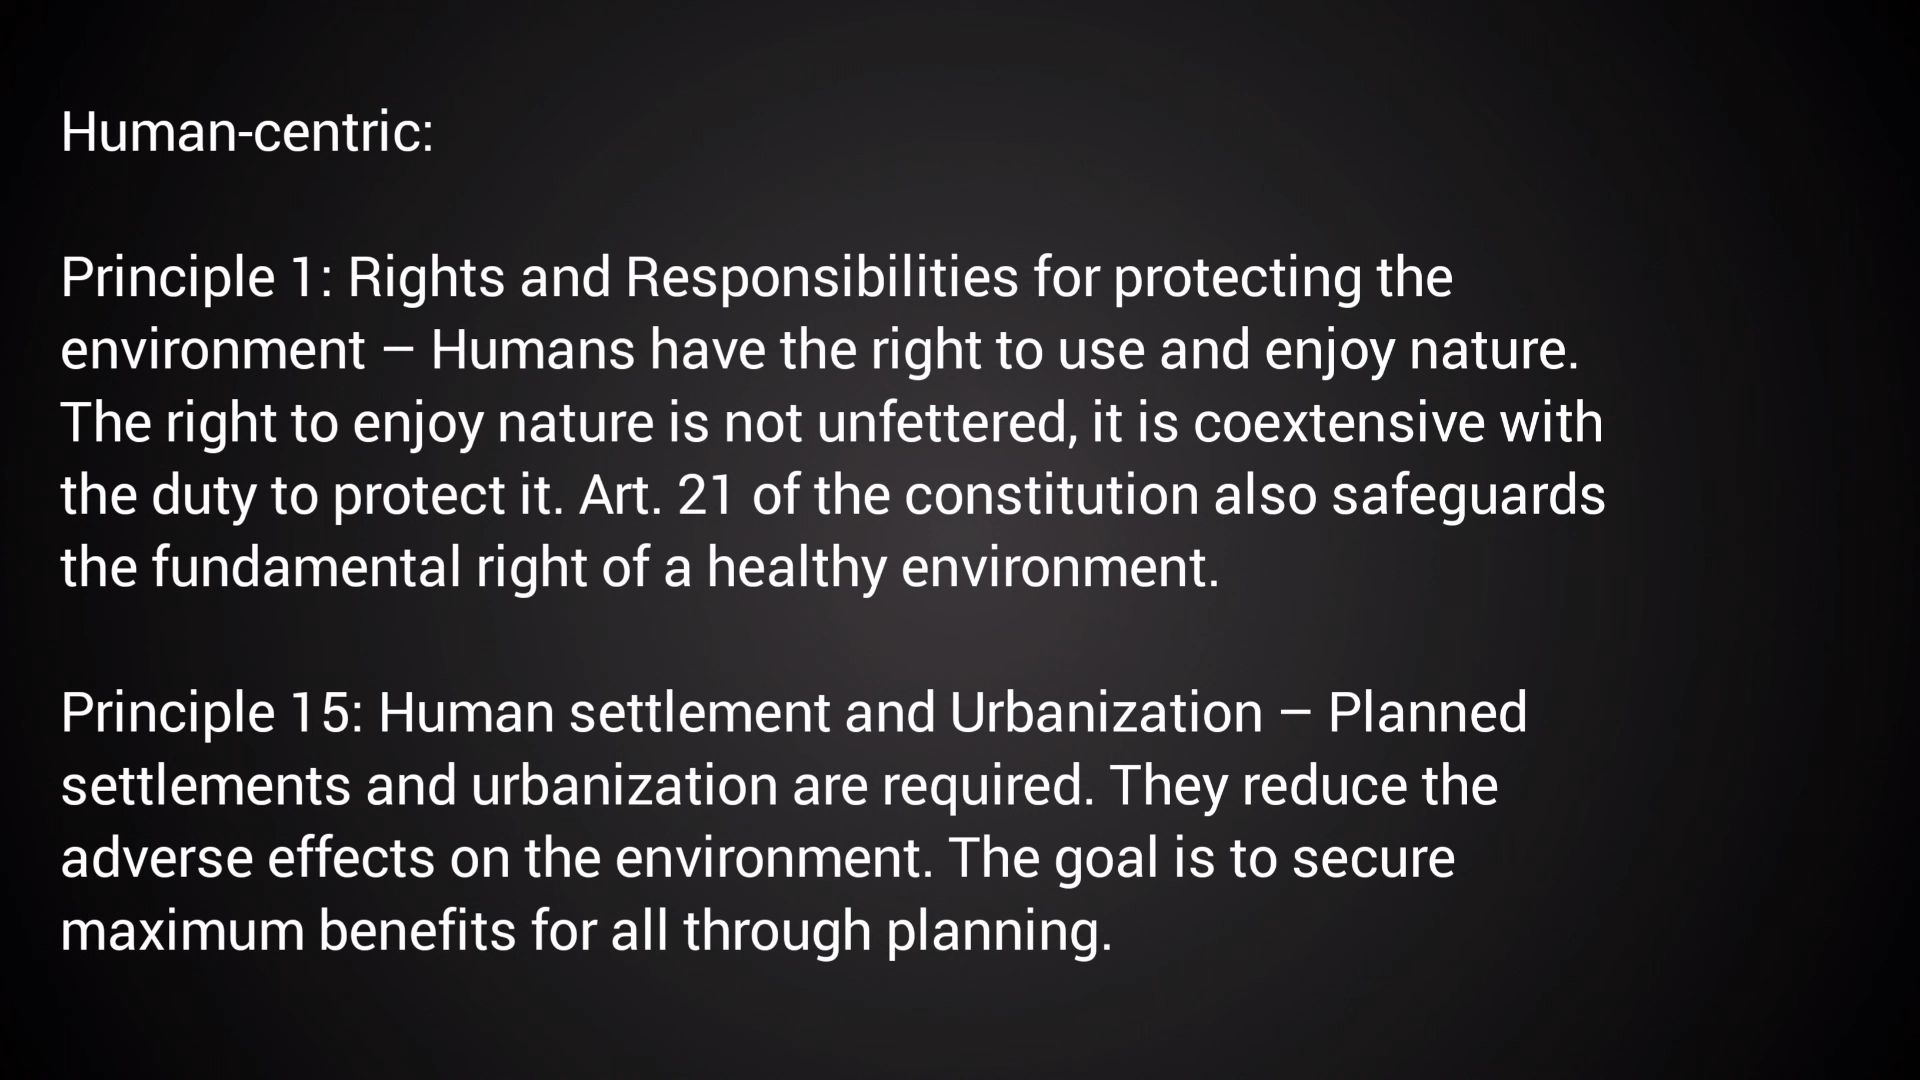 Human-centric:
Principle 1: Rights and Responsibilities for protecting the
environment – Humans have the right to use and enjoy nature.
The right to enjoy nature is not unfettered, it is coextensive with
the duty to protect it. Art. 21 of the constitution also safeguards
the fundamental right of a healthy environment.
Principle 15: Human settlement and Urbanization – Planned
settlements and urbanization are required. They reduce the
adverse effects on the environment. The goal is to secure
maximum benefits for all through planning.